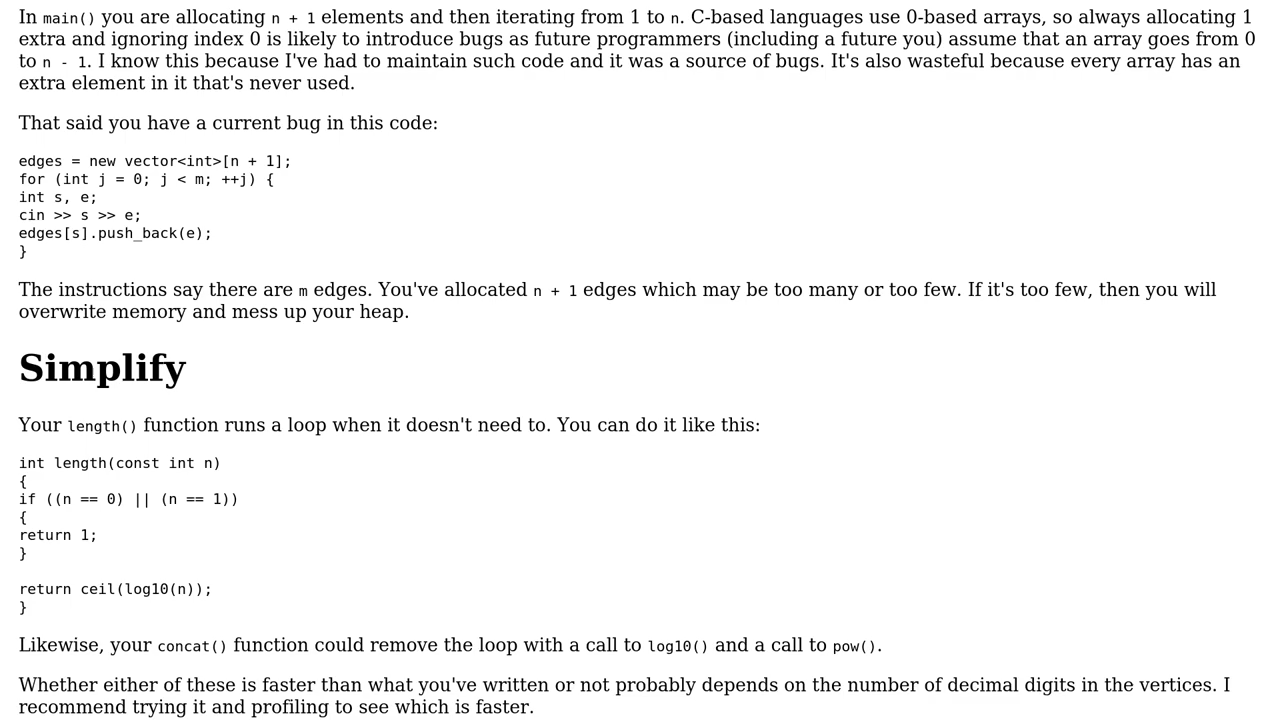 In main() you are allocating n + 1 elements and then iterating from 1 to n. C-based languages use 0-based arrays, so always allocating 1
extra and ignoring index 0 is likely to introduce bugs as future programmers (including a future you) assume that an array goes from 0
to n - 1. I know this because I've had to maintain such code and it was a source of bugs. It's also wasteful because every array has an
extra element in it that's never used.
That said you have a current bug in this code:
edges = new vector<int>[n + 1];
for (int j = 0; j < m; ++j) {
int s, e;
cin >> s >> e;
edges[s].push_back(e);
}
The instructions say there are m edges. You've allocated n + 1 edges which may be too many or too few. If it's too few, then you will
overwrite memory and mess up your heap.
Simplify
Your length() function runs a loop when it doesn't need to. You can do it like this:
int length(const int n)
{
if ((n == 0) || (n == 1))
{
return 1;
}
return ceil(log10(n));
}
Likewise, your concat() function could remove the loop with a call to log10() and a call to pow().
Whether either of these is faster than what you've written or not probably depends on the number of decimal digits in the vertices. I
recommend trying it and profiling to see which is faster.